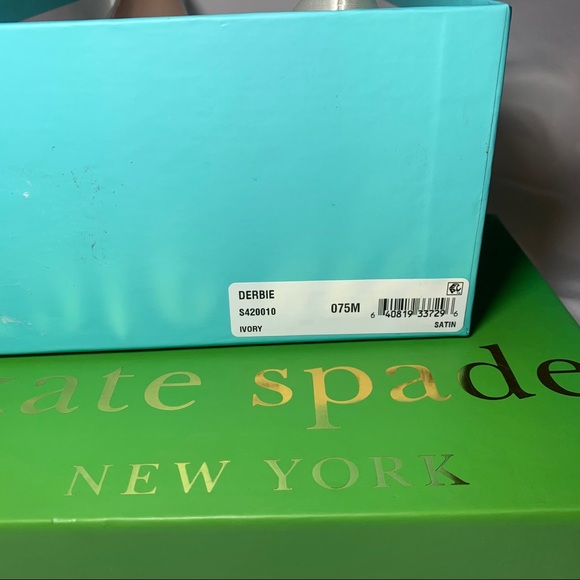 DERBIE
S420010 075M 6 40819 33729 6
IVORY SATIN
kate spade
NEW YORK